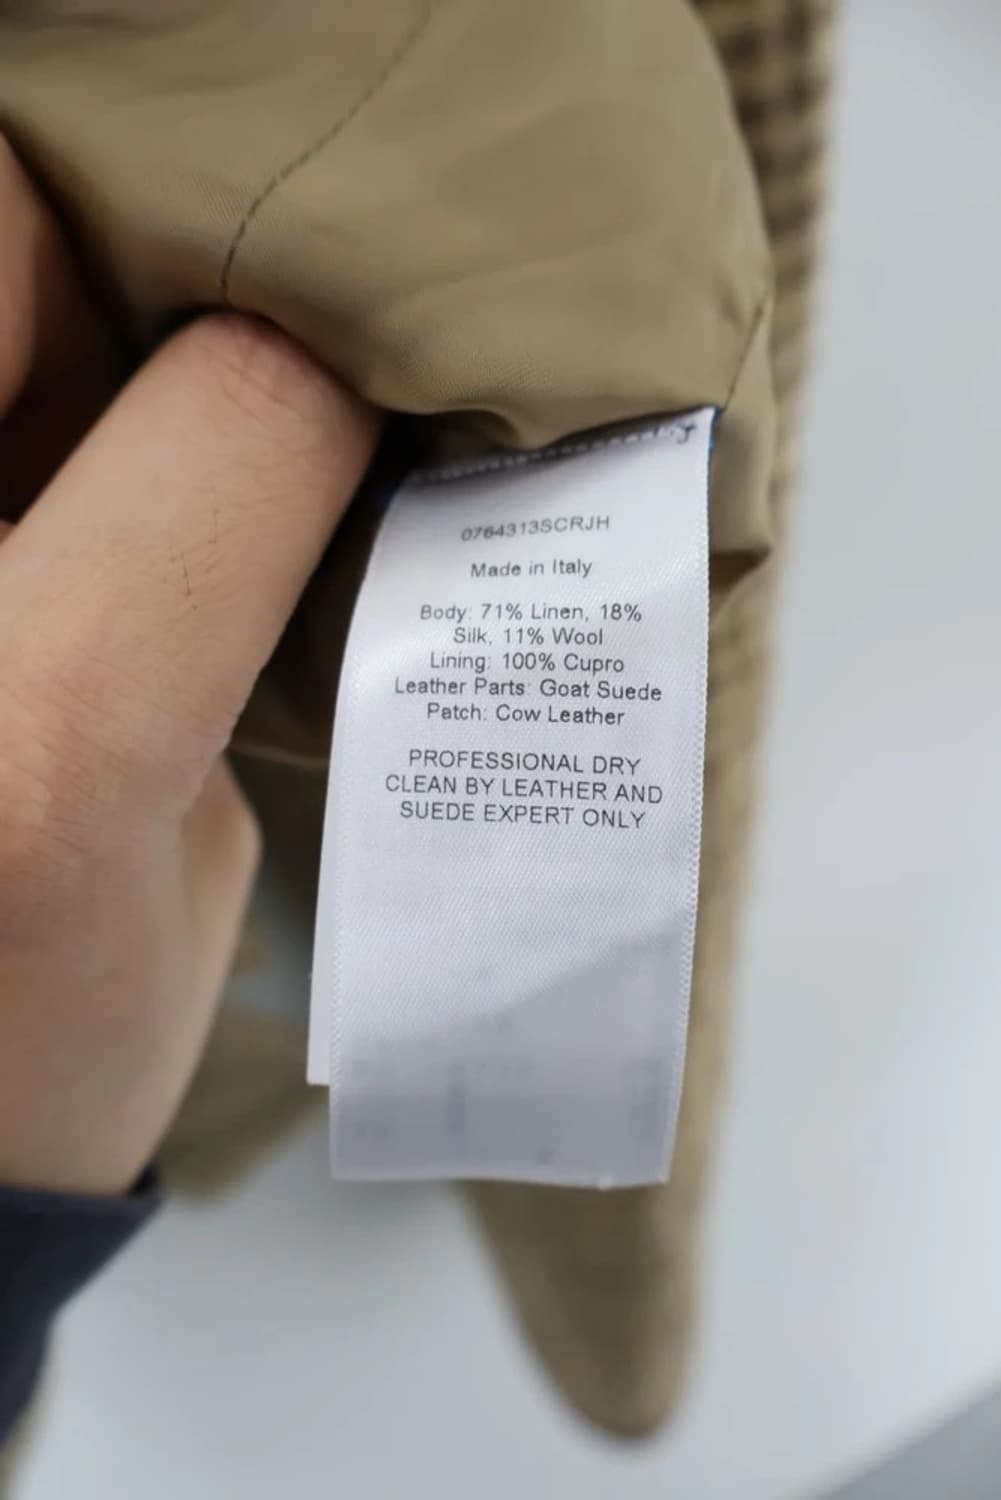 0764313SCRJH
Made in Italy
Body: 71% Linen, 18%
Silk, 11% Wool
Lining: 100% Cupro
Leather Parts: Goat Suede
Patch: Cow Leather
PROFESSIONAL DRY
CLEAN BY LEATHER AND
SUEDE EXPERT ONLY